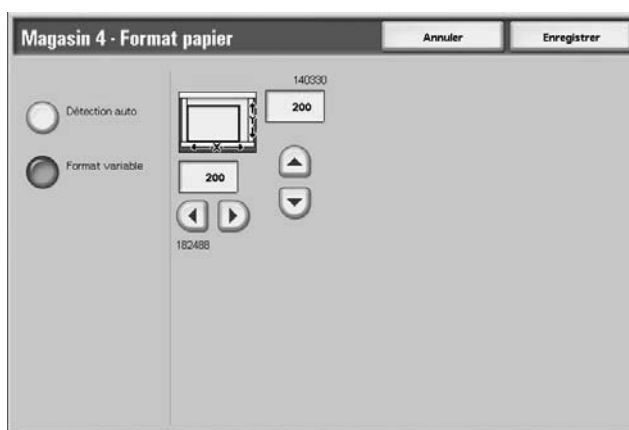 Magasin 4 - Format papier
Annuler
Enregistrer
Détection auto
Format variable
140330
200
Y
X
200
182488